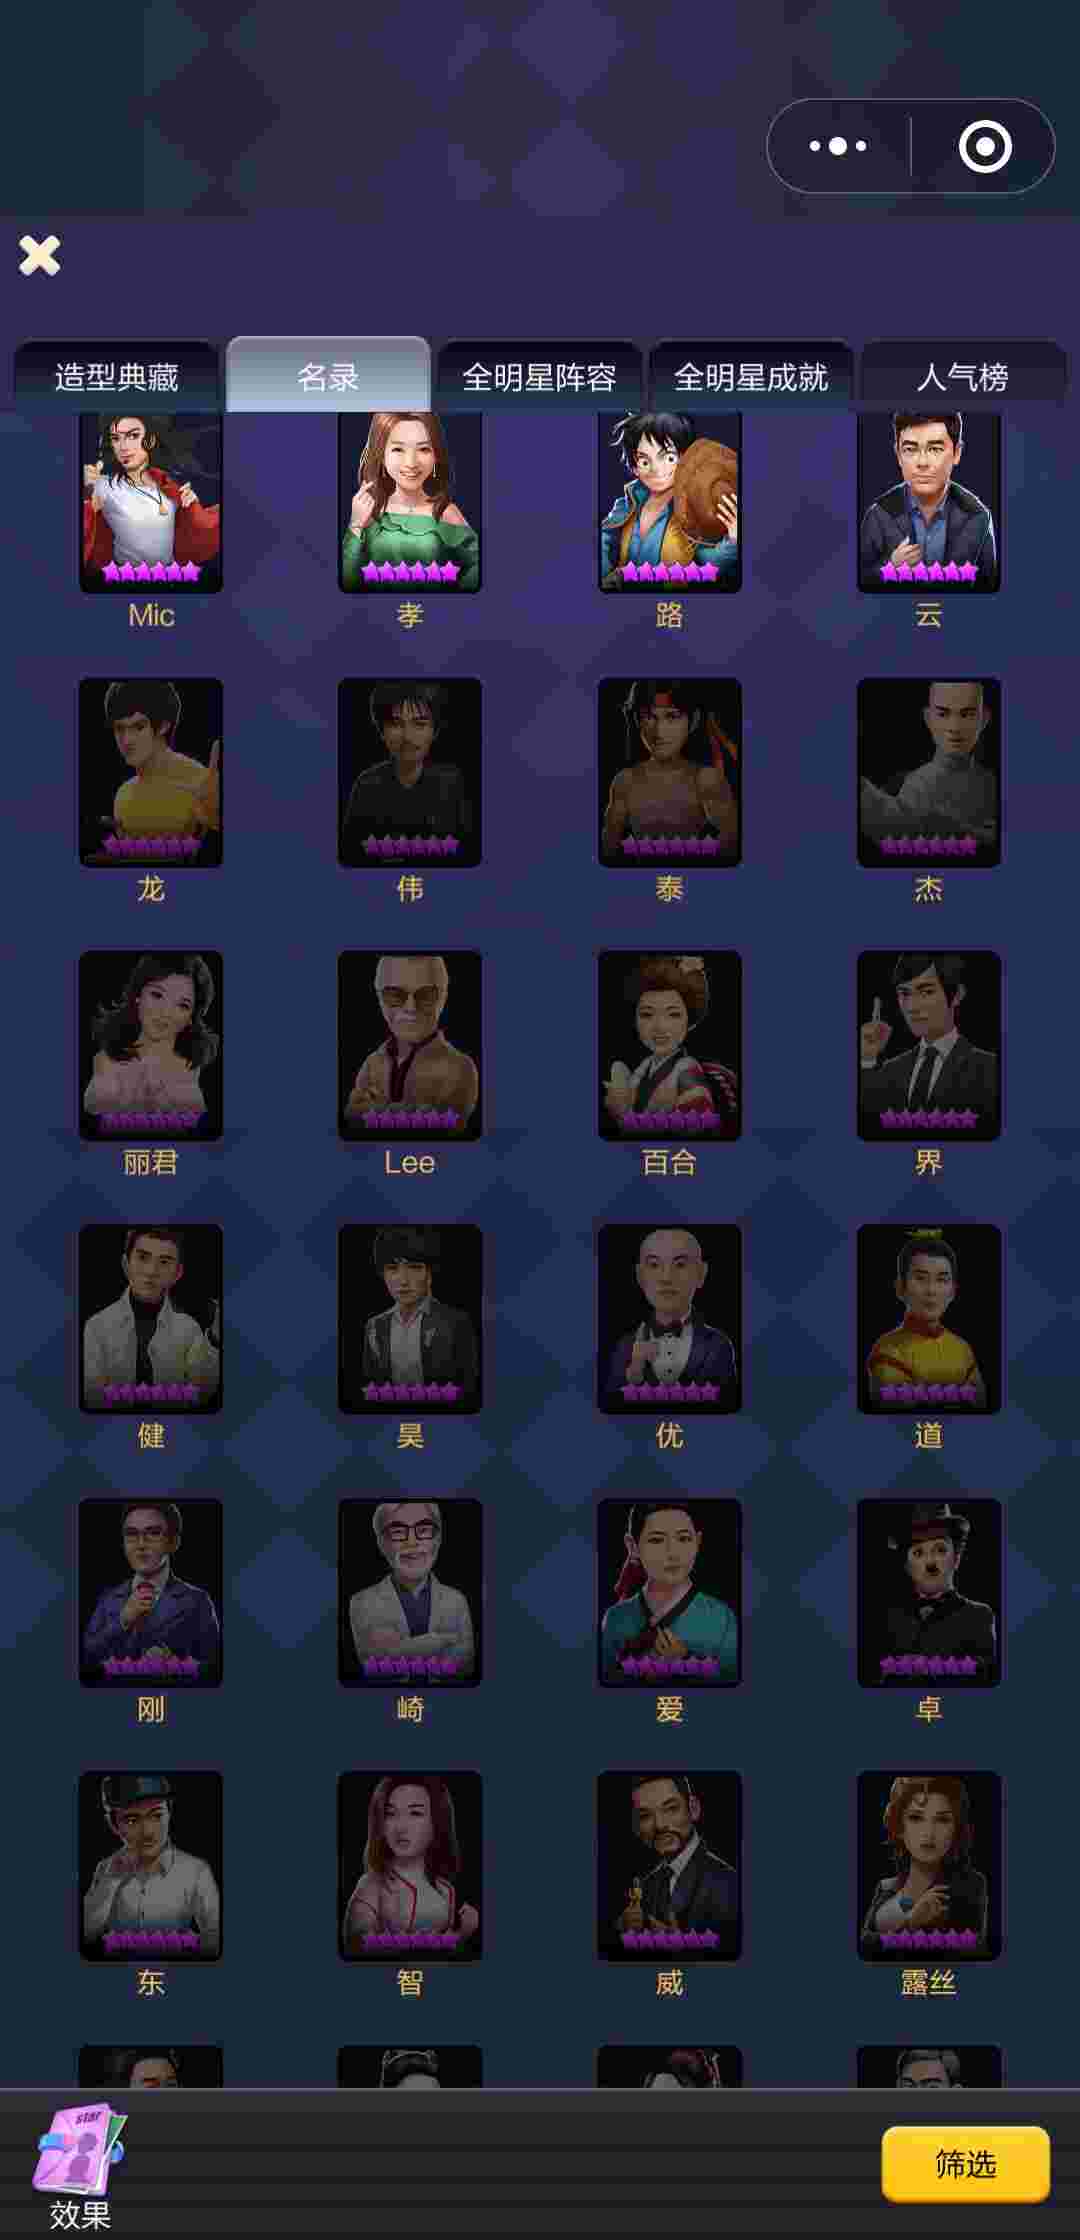 造型典藏 名录 全明星阵容 全明星成就 人气榜
Mic 孝 路 云
龙 伟 泰 杰
丽君 Lee 百合 界
健 昊 优 道
刚 崎 爱 卓
东 智 威 露丝
star
筛选
效果